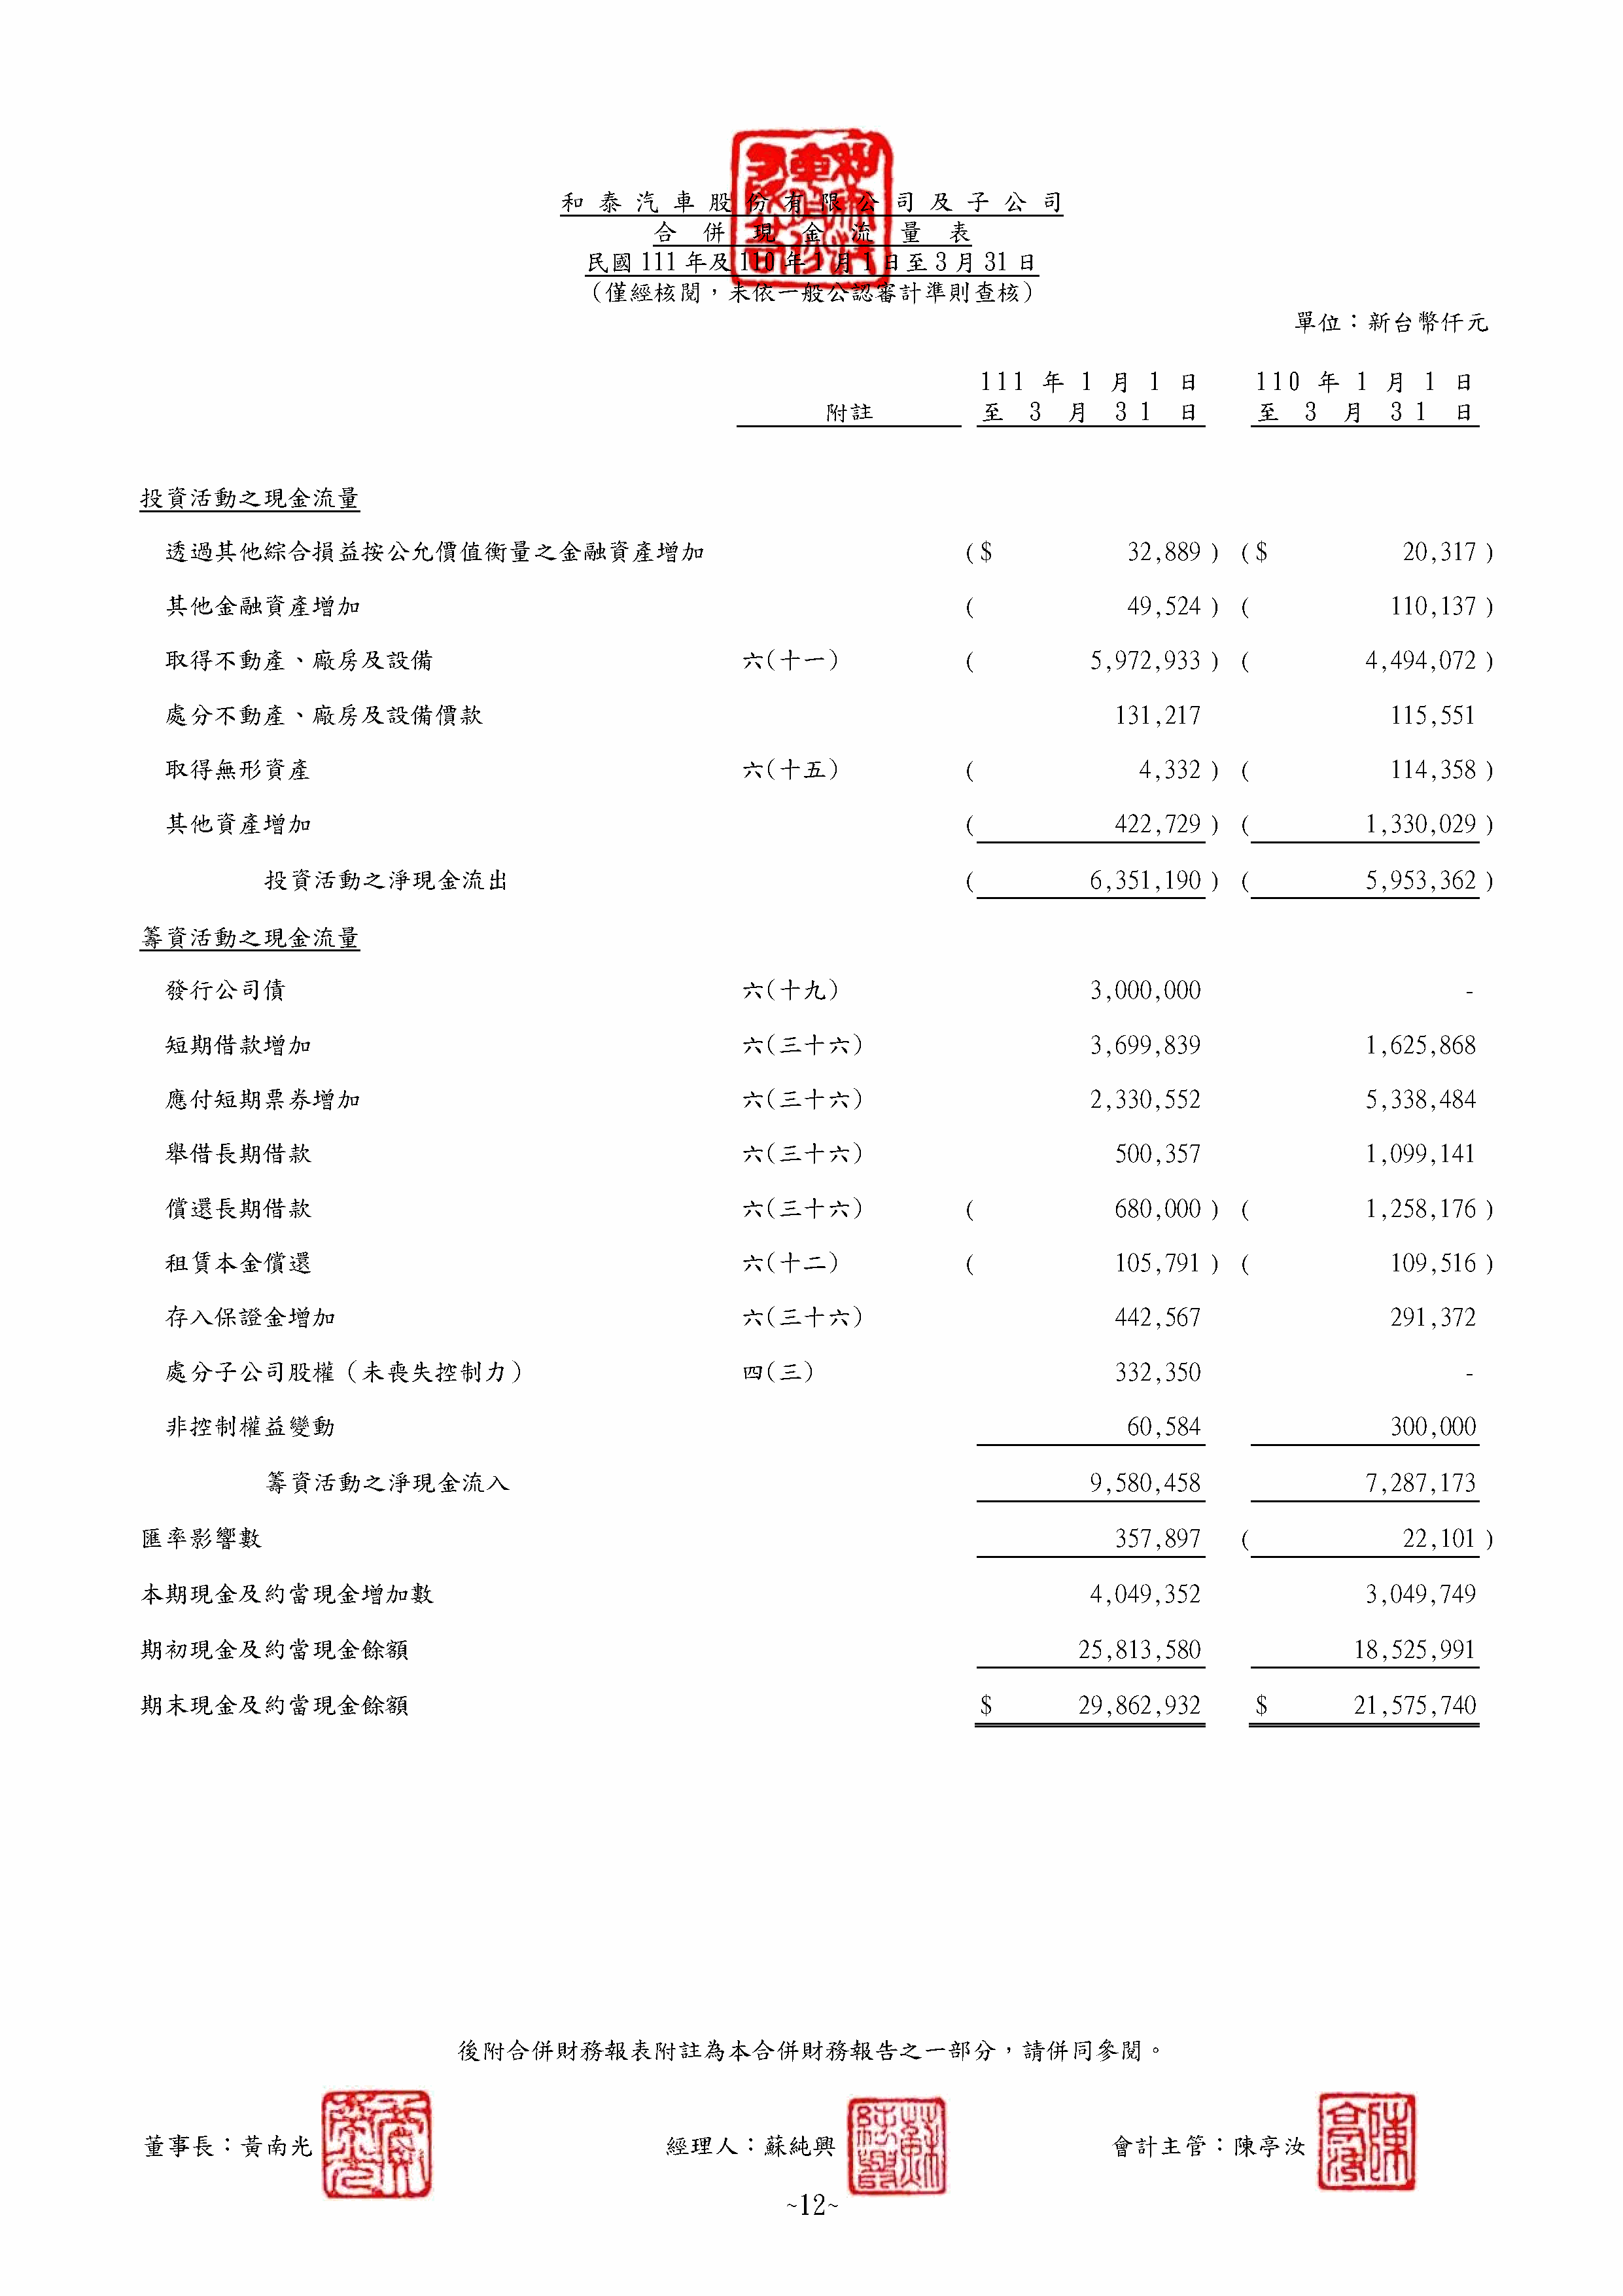 和泰汽車股份有限公司及子公司
合併現金流量表
民國111年及110年1月1日至3月31日
（僅經核閱，未依一般公認審計準則查核）
單位：新台幣仟元
111年1月1日 110年1月1日
附註 至3月31日 至3月31日
投資活動之現金流量
透過其他綜合損益按公允價值衡量之金融資產增加 ($ 32,889) ($ 20,317)
其他金融資產增加 ( 49,524) ( 110,137)
取得不動產、廠房及設備 六(十一) ( 5,972,933) ( 4,494,072)
處分不動產、廠房及設備價款 131,217 115,551
取得無形資產 六(十五) ( 4,332) ( 114,358)
其他資產增加 ( 422,729) ( 1,330,029)
投資活動之淨現金流出 ( 6,351,190) ( 5,953,362)
籌資活動之現金流量
發行公司債 六(十九) 3,000,000 -
短期借款增加 六(三十六) 3,699,839 1,625,868
應付短期票券增加 六(三十六) 2,330,552 5,338,484
舉借長期借款 六(三十六) 500,357 1,099,141
償還長期借款 六(三十六) ( 680,000) ( 1,258,176)
租賃本金償還 六(十二) ( 105,791) ( 109,516)
存入保證金增加 六(三十六) 442,567 291,372
處分子公司股權（未喪失控制力） 四(三) 332,350 -
非控制權益變動 60,584 300,000
籌資活動之淨現金流入 9,580,458 7,287,173
匯率影響數 357,897 ( 22,101)
本期現金及約當現金增加數 4,049,352 3,049,749
期初現金及約當現金餘額 25,813,580 18,525,991
期末現金及約當現金餘額 $ 29,862,932 $ 21,575,740
後附合併財務報表附註為本合併財務報告之一部分，請併同參閱。
董事長：黃南光 經理人：蘇純興 會計主管：陳亭汝
~12~